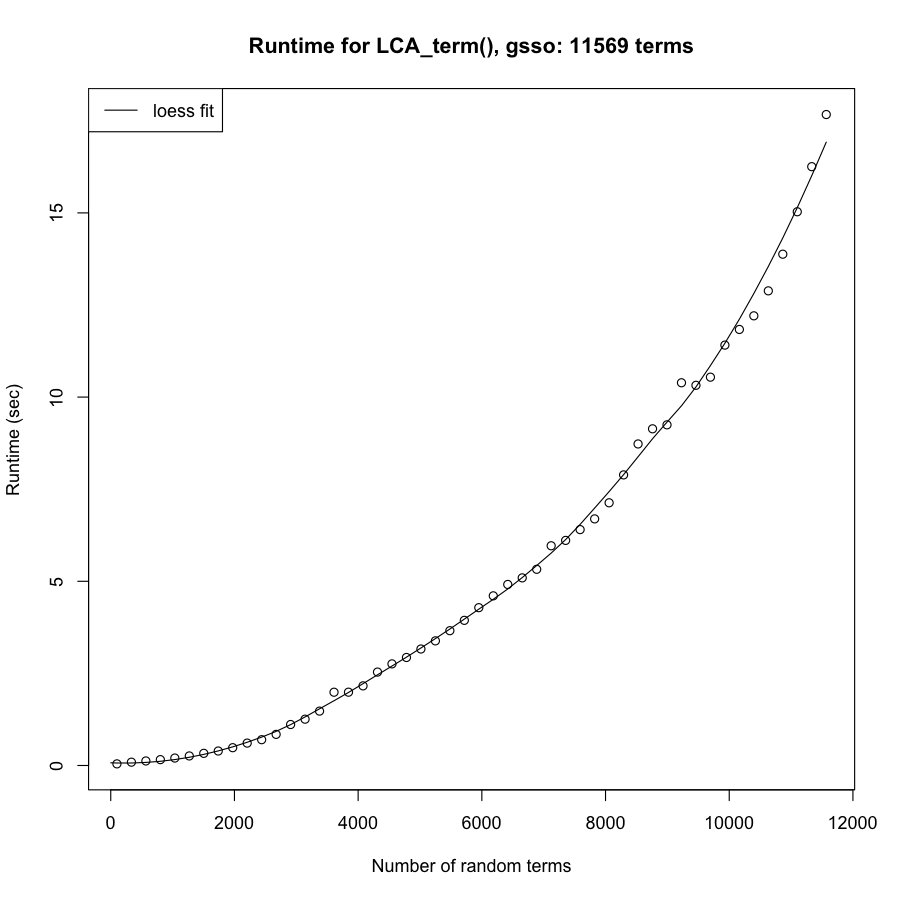 Runtime for LCA_term(), gsso: 11569 terms
loess fit
15
10
5
0
Runtime (sec)
0 2000 4000 6000 8000 10000 12000
Number of random terms